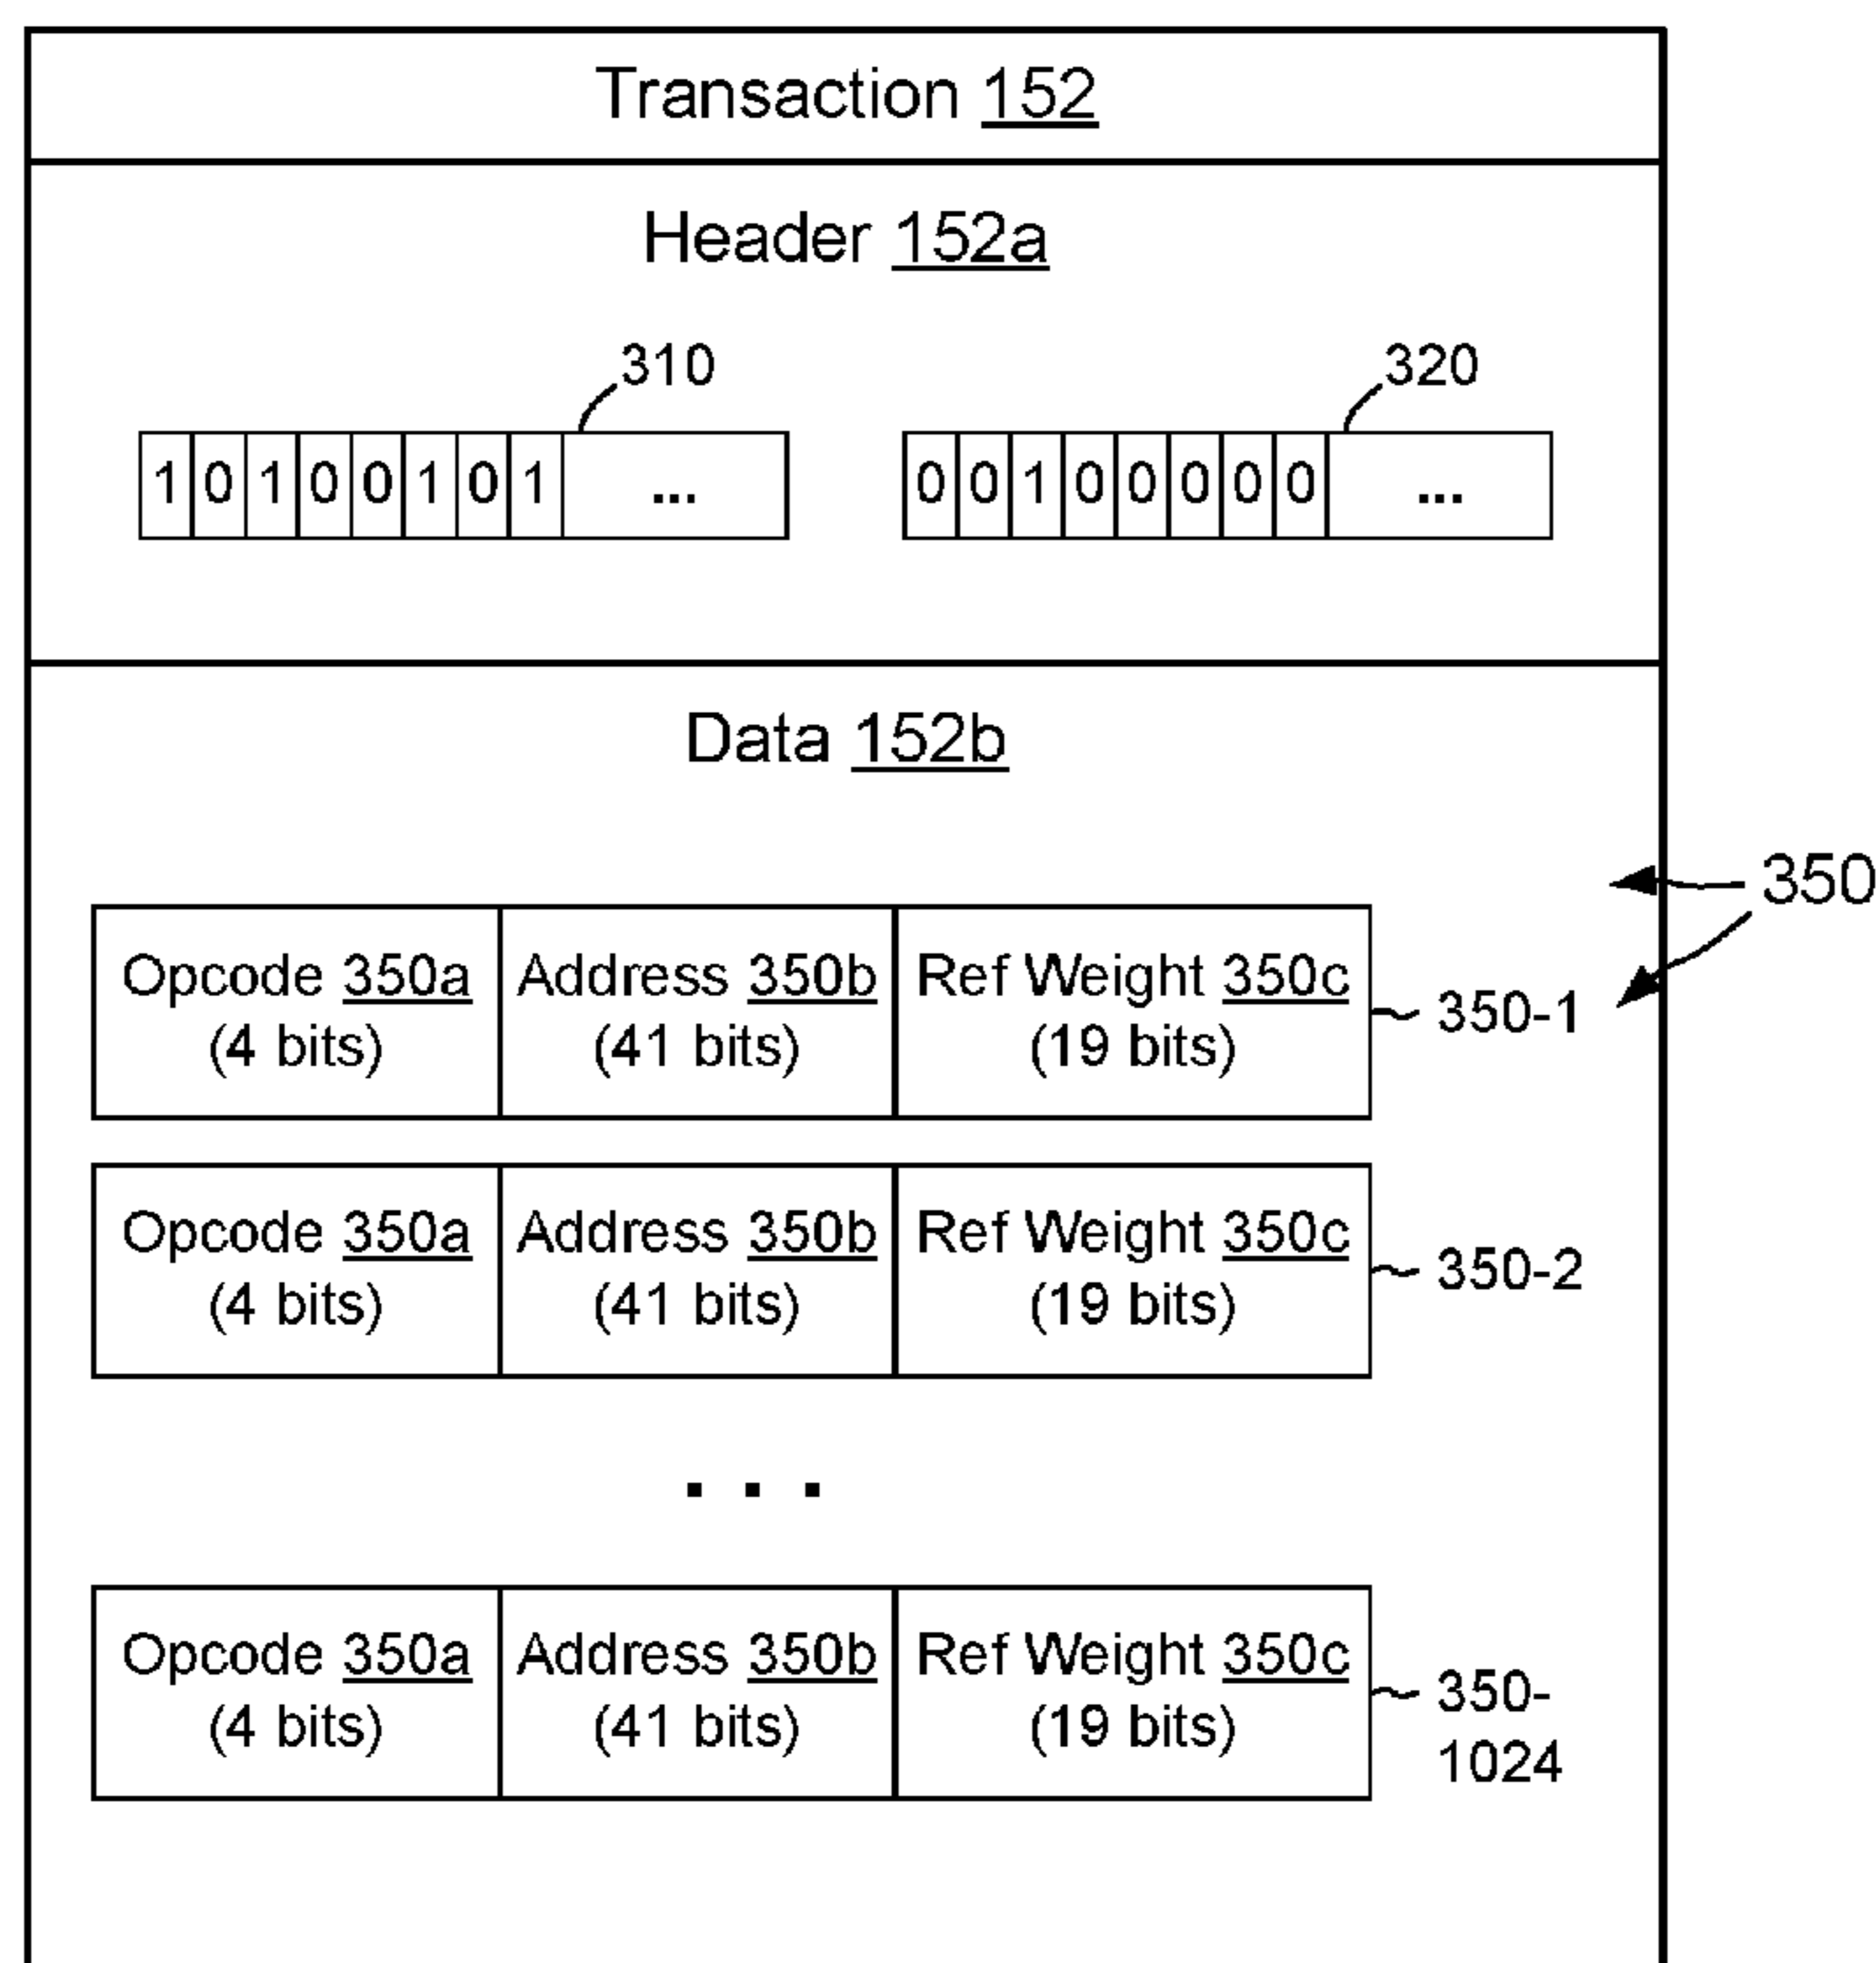 Transaction 152
Header 152a
310 320
1 0 1 0 0 1 0 1 ... 0 0 1 0 0 0 0 0 ...
Data 152b
350
Opcode 350a Address 350b Ref Weight 350c
(4 bits) (41 bits) (19 bits)
350-1
Opcode 350a Address 350b Ref Weight 350c
(4 bits) (41 bits) (19 bits)
350-2
. . .
Opcode 350a Address 350b Ref Weight 350c
(4 bits) (41 bits) (19 bits)
350-
1024